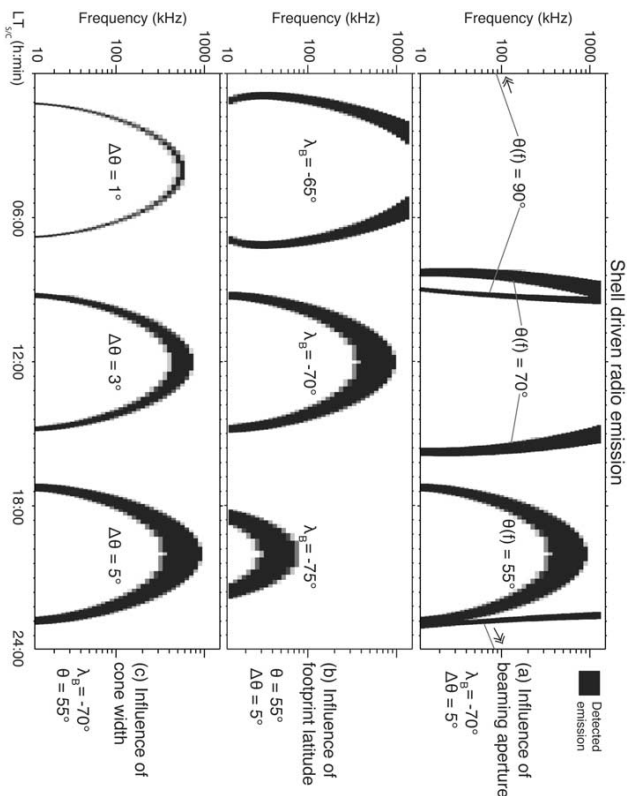 Shell driven radio emission
Detected
emission
Frequency (kHz)
1000
100
10
θ(f) = 90°
θ(f) = 70°
θ(f) = 55°
(a) Influence of
beaming aperture
λB = -70°
Δθ = 5°
Frequency (kHz)
1000
100
10
λB = -65°
λB = -70°
λB = -75°
(b) Influence of
footprint latitude
θ = 55°
Δθ = 5°
Frequency (kHz)
1000
100
10
Δθ = 1°
Δθ = 3°
Δθ = 5°
(c) Influence of
cone width
λB = -70°
θ = 55°
LT S/C (h:min)
06:00
12:00
18:00
24:00